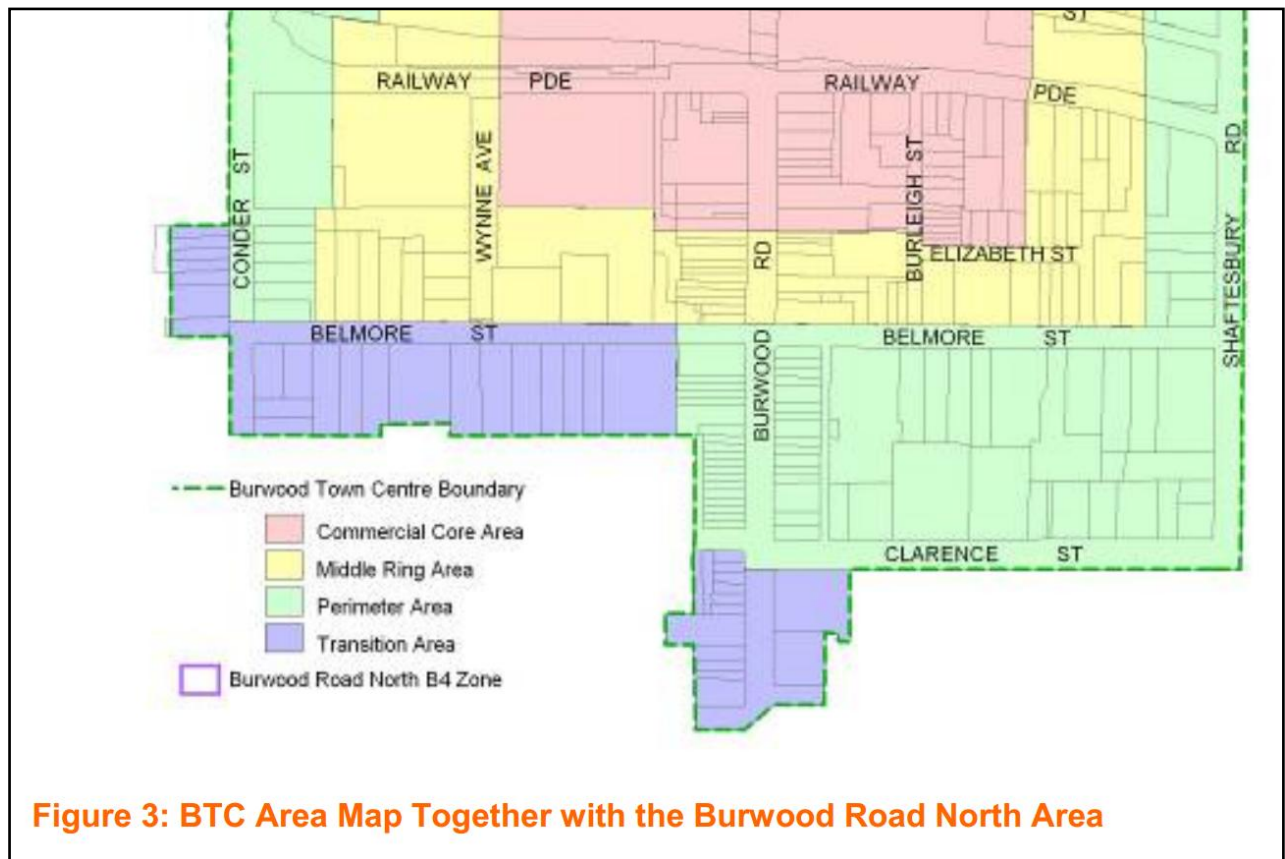 ST
RAILWAY PDE
RAILWAY
PDE
CONDER ST
WYNNE AVE
BURWOOD RD
BURLEIGH ST
ELIZABETH ST
SHAFTESBURY RD
BELMORE ST
BELMORE ST
CLARENCE ST
Burwood Town Centre Boundary
Commercial Core Area
Middle Ring Area
Perimeter Area
Transition Area
Burwood Road North B4 Zone
Figure 3: BTC Area Map Together with the Burwood Road North Area